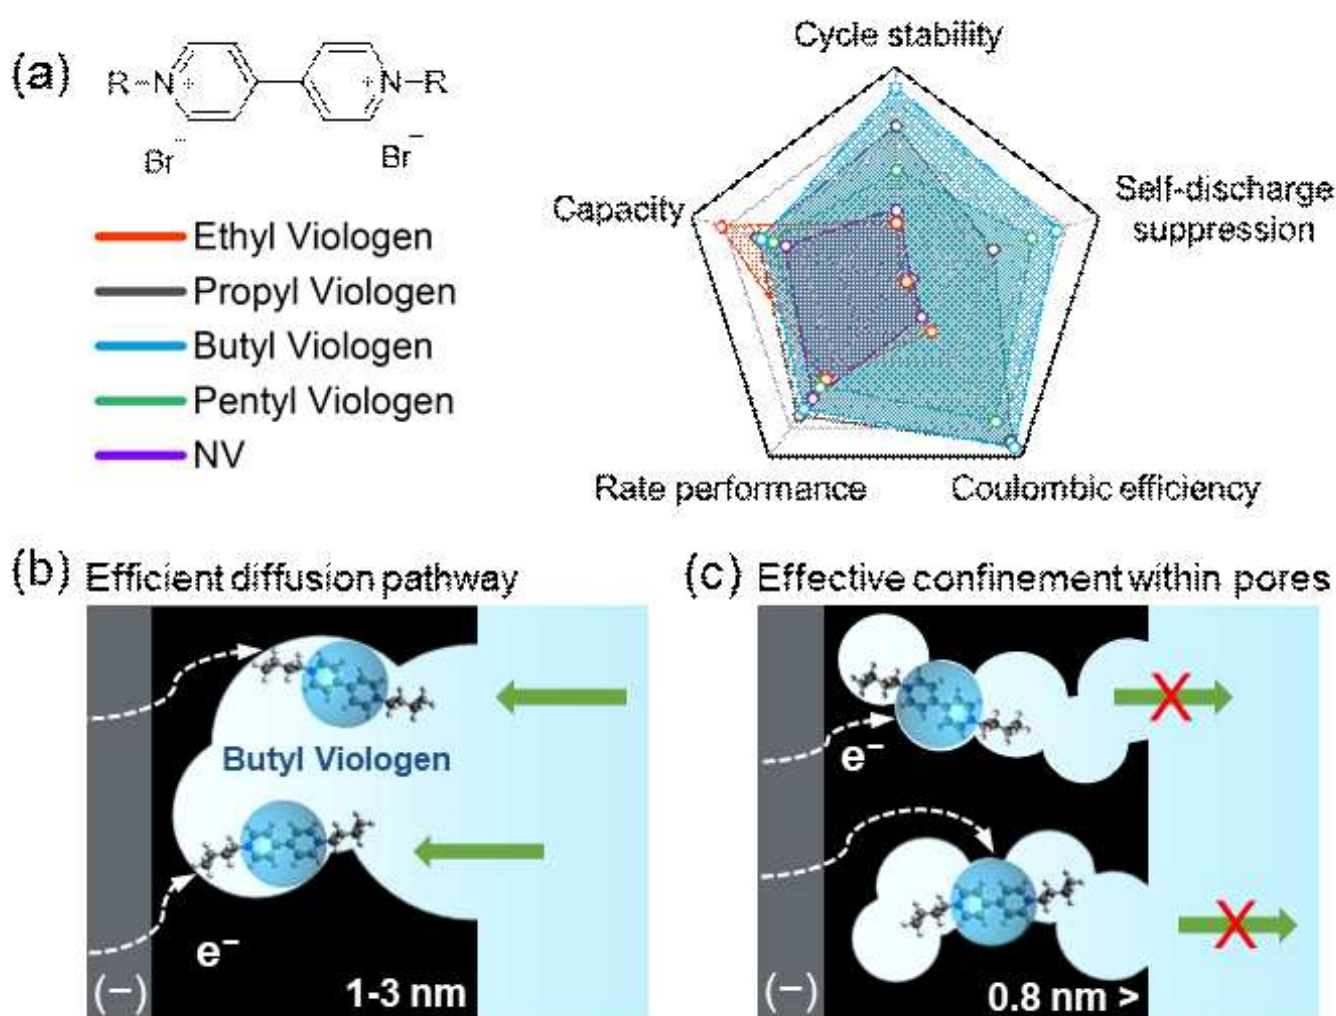 (a)
R-N+ +N-R
Br−
Br−
Ethyl Viologen
Propyl Viologen
Butyl Viologen
Pentyl Viologen
NV
Cycle stability
Capacity
Self-discharge
suppression
Rate performance
Coulombic efficiency
(b) Efficient diffusion pathway
Butyl Viologen
e−
(−)
1-3 nm
(c) Effective confinement within pores
X
e−
X
(−)
0.8 nm >